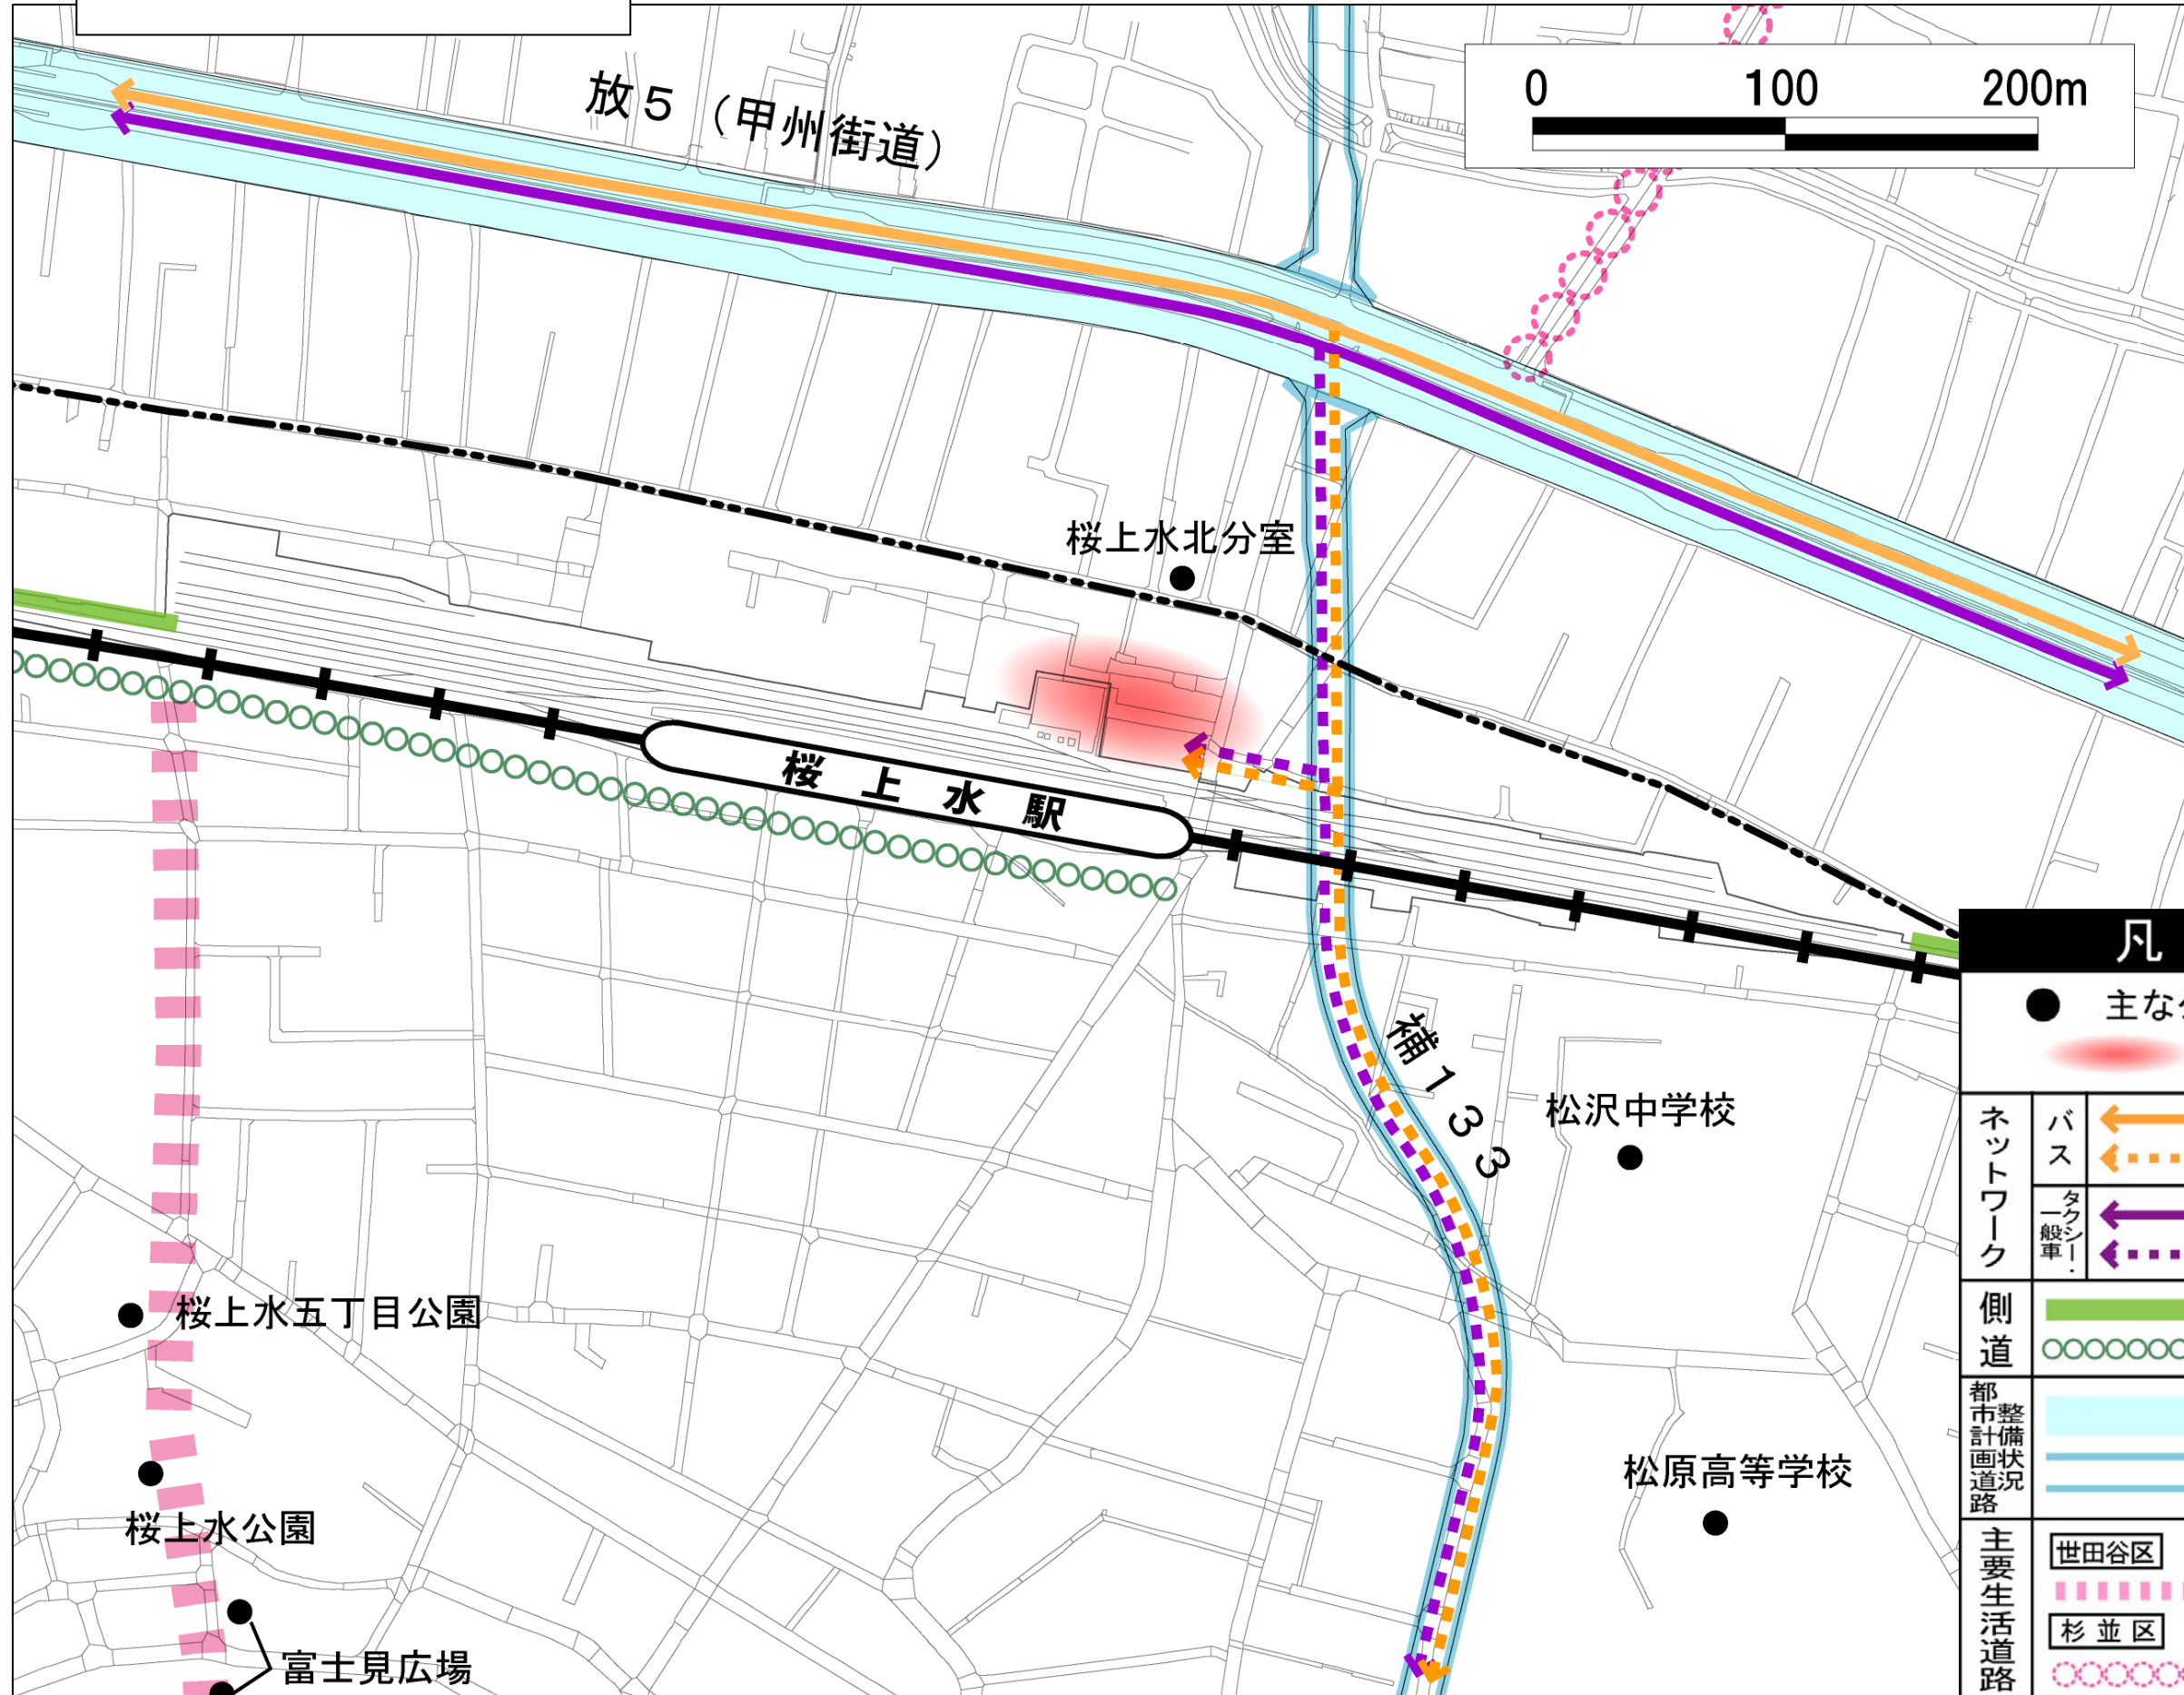 放５（甲州街道）
0 100 200m
桜上水北分室
桜上水駅
補１３３
松沢中学校
桜上水五丁目公園
松原高等学校
桜上水公園
富士見広場
凡
主な
ネットワーク
バス
タクシー・
一般車
側道
都市計画道路
整備状況
主要生活道路
世田谷区
杉並区